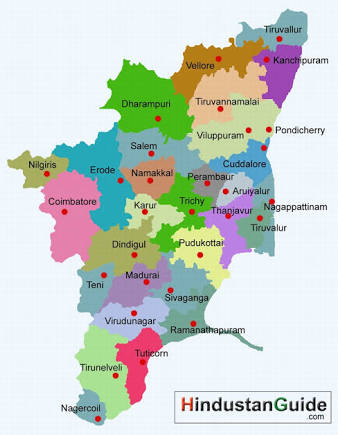 Tiruvallur
Vellore
Kanchipuram
Dharampuri
Tiruvannamalai
Viluppuram
Pondicherry
Salem
Cuddalore
Nilgiris
Erode
Namakkal
Perambaur
Aruiyalur
Coimbatore
Karur
Trichy
Thanjavur
Nagappattinam
Tiruvalur
Dindigul
Pudukottai
Teni
Madurai
Sivaganga
Virudunagar
Ramanathapuram
Tuticorn
Tirunelveli
Nagercoil
HindustanGuide
.com